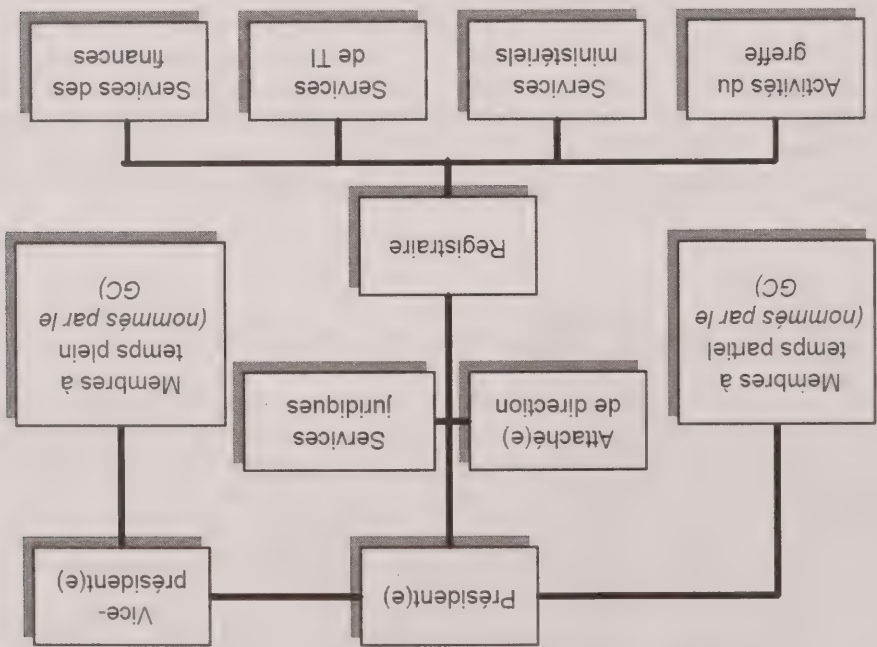 Président(e)
Vice-
président(e)
Attaché(e)
de direction
Services
juridiques
Membres à
temps partiel
(nommés par le
GC)
Registraire
Membres à
temps plein
(nommés par le
GC)
Activités du
greffe
Services
ministériels
Services
de TI
Services des
finances